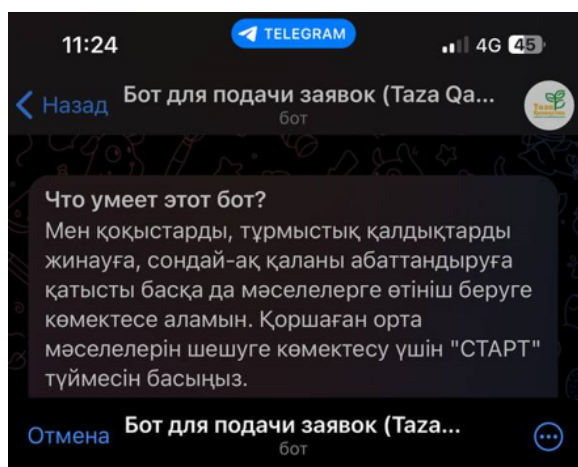 11:24 TELEGRAM 4G 45
Назад Бот для подачи заявок (Taza Qa...
бот
Что умеет этот бот?
Мен қоқыстарды, тұрмыстық қалдықтарды
жинауға, сондай-ақ қаланы абаттандыруға
қатысты басқа да мәселелерге өтініш беруге
көмектесе аламын. Қоршаған орта
мәселелерін шешуге көмектесу үшін "СТАРТ"
түймесін басыңыз.
Отмена Бот для подачи заявок (Taza...
бот